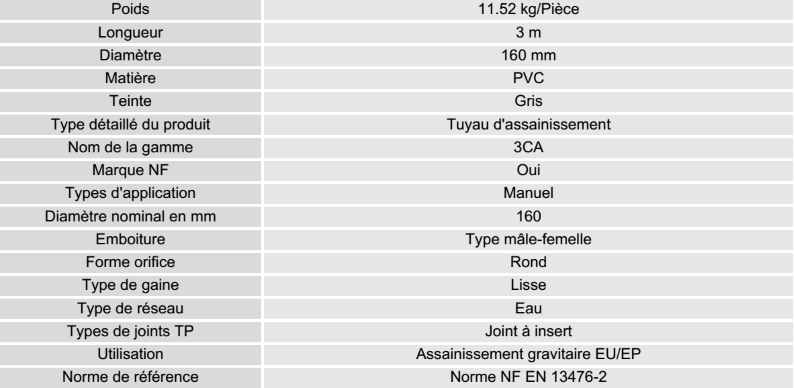 Poids 11.52 kg/Pièce
Longueur 3 m
Diamètre 160 mm
Matière PVC
Teinte Gris
Type détaillé du produit Tuyau d'assainissement
Nom de la gamme 3CA
Marque NF Oui
Types d'application Manuel
Diamètre nominal en mm 160
Emboiture Type mâle-femelle
Forme orifice Rond
Type de gaine Lisse
Type de réseau Eau
Types de joints TP Joint à insert
Utilisation Assainissement gravitaire EU/EP
Norme de référence Norme NF EN 13476-2